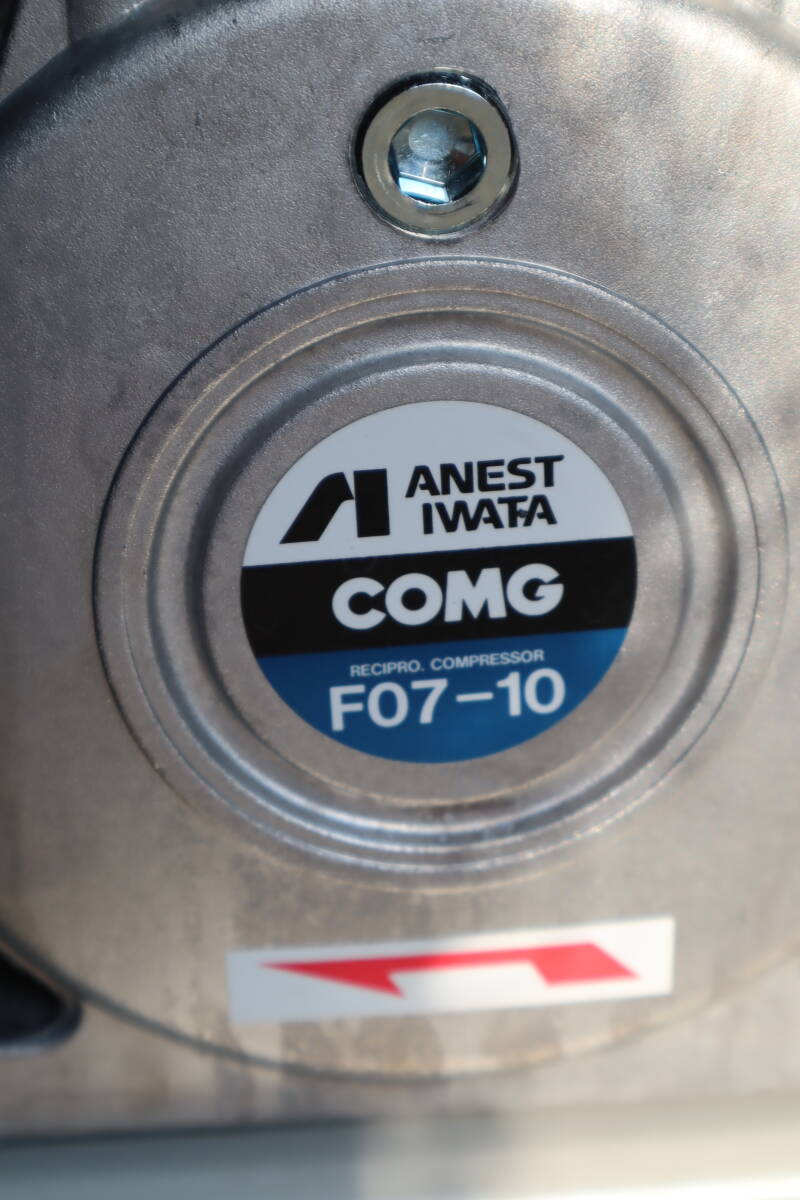 ANEST
IWATA
COMG
RECIPRO. COMPRESSOR
F07-10